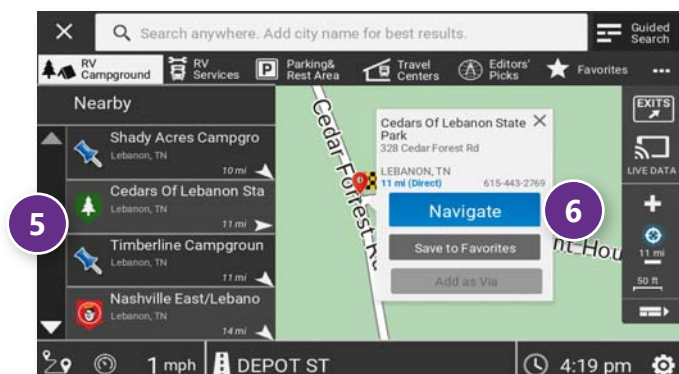 Search anywhere. Add city name for best results.
Guided
Search
RV
Campground
RV
Services
P
Parking&
Rest Area
Travel
Centers
Editors'
Picks
Favorites
Nearby
Shady Acres Campgro
Lebanon, TN
10 mi
Cedars Of Lebanon Sta
Lebanon, TN
11 mi
Timberline Campgroun
Lebanon, TN
11 mi
Nashville East/Lebano
Lebanon, TN
14 mi
5
Cedar Forrest Rd
Cedars Of Lebanon State
Park
328 Cedar Forest Rd
LEBANON, TN
11 mi (Direct) 615-443-2769
Navigate
Save to Favorites
Add as Via
6
nt_Hou
EXITS
LIVE DATA
11 mi
50 ft
1 mph
DEPOT ST
4:19 pm